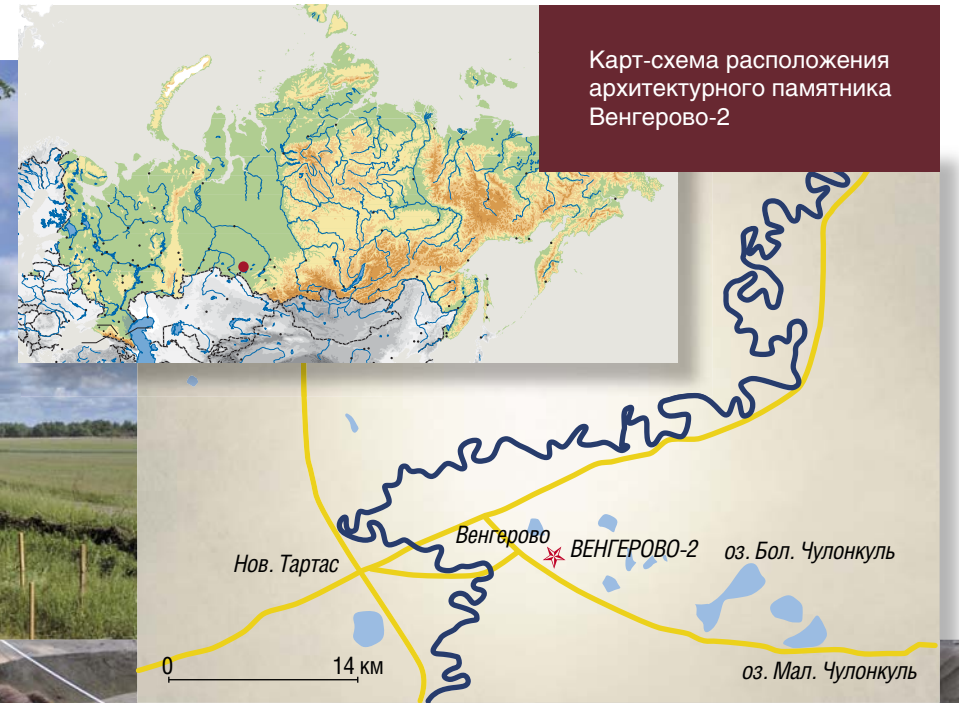 Карт-схема расположения
архитектурного памятника
Венгерово-2
Венгерово
ВЕНГЕРОВО-2
оз. Бол. Чулонкуль
Нов. Тартас
0
14 км
оз. Мал. Чулонкуль